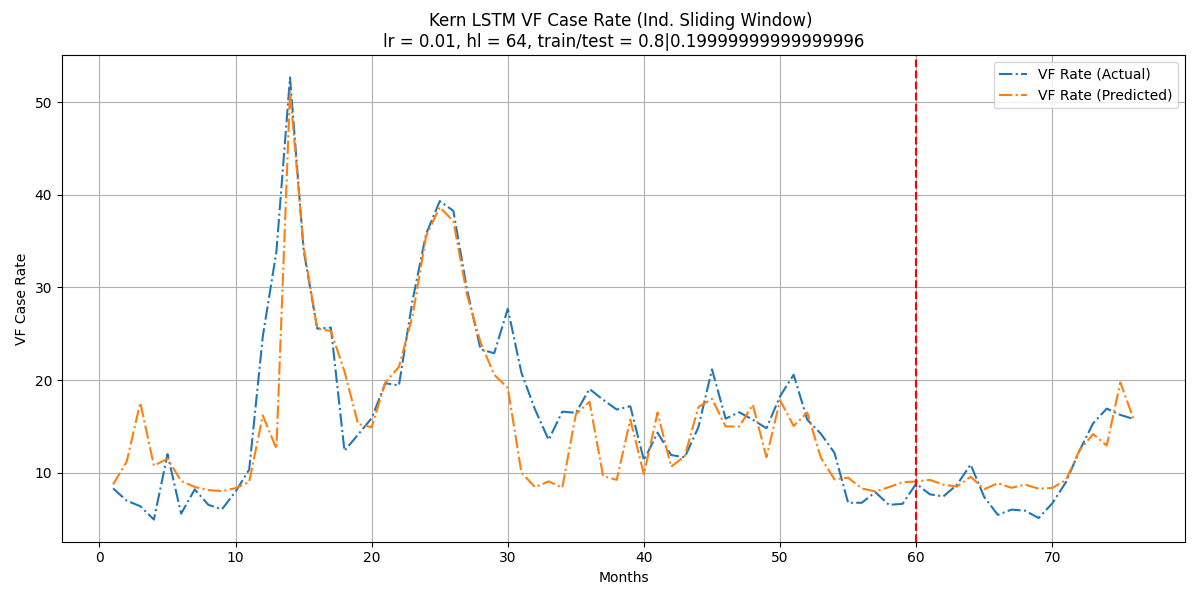 Kern LSTM VF Case Rate (Ind. Sliding Window)
lr = 0.01, hl = 64, train/test = 0.8|0.19999999999999996
VF Rate (Actual)
VF Rate (Predicted)
50
40
30
20
10
VF Case Rate
0
10
20
30
40
50
60
70
Months